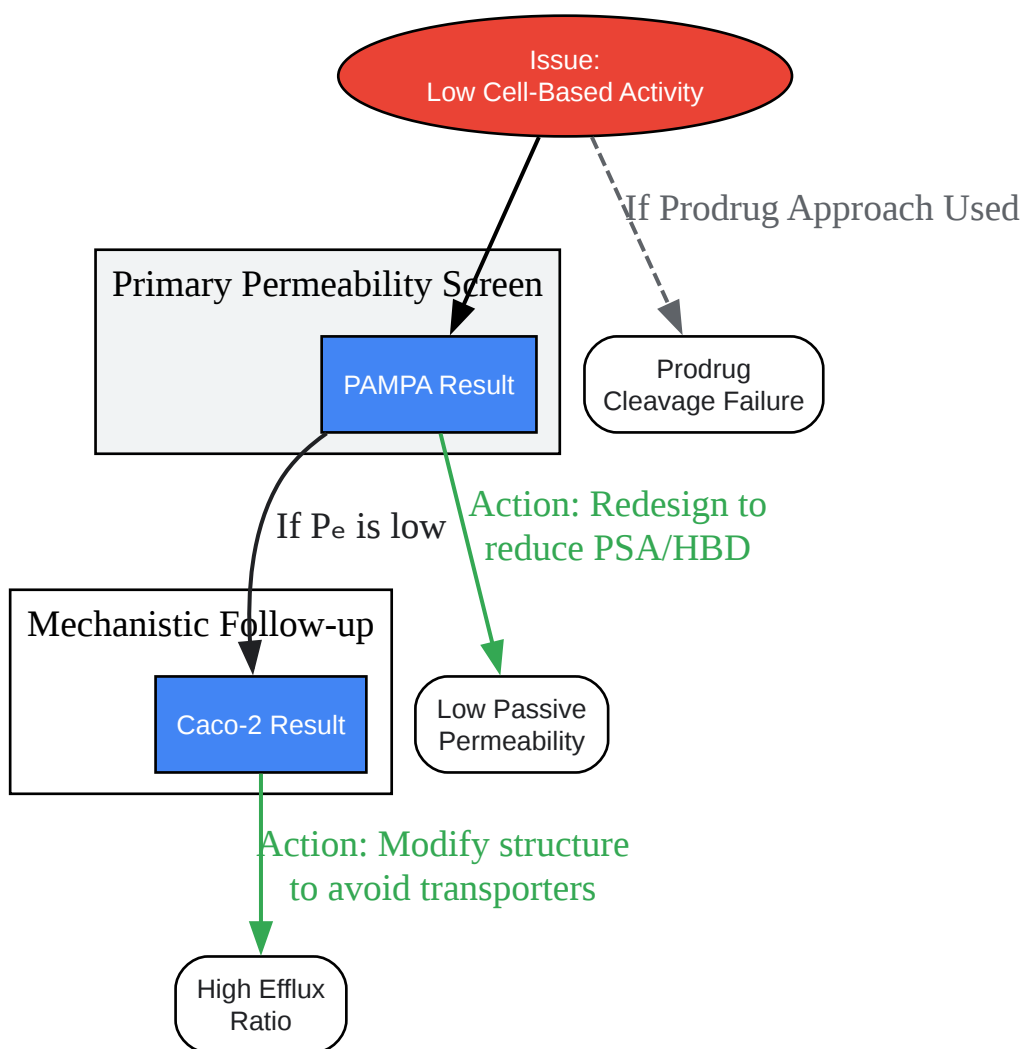 Issue:
Low Cell-Based Activity
If Prodrug Approach Used
Primary Permeability Screen
PAMPA Result
Prodrug
Cleavage Failure
Action: Redesign to
reduce PSA/HBD
If Pₑ is low
Mechanistic Follow-up
Caco-2 Result
Low Passive
Permeability
Action: Modify structure
to avoid transporters
High Efflux
Ratio